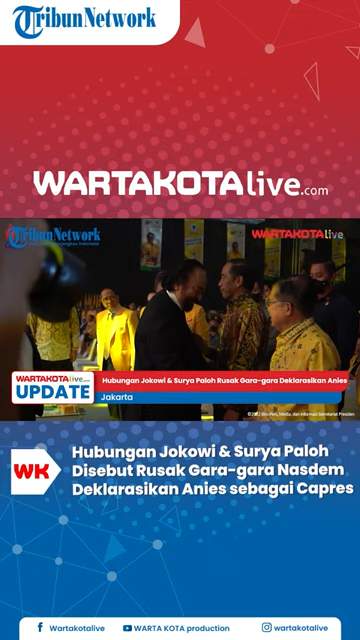 TribunNetwork
WARTAKOTAlive.com
TribunNetwork
WARTAKOTAlive
WARTAKOTAlive.com
UPDATE
Hubungan Jokowi & Surya Paloh Rusak Gara-gara Deklarasikan Anies
Jakarta
WK
Hubungan Jokowi & Surya Paloh
Disebut Rusak Gara-gara Nasdem
Deklarasikan Anies sebagai Capres
Wartakotalive
WARTA KOTA production
wartakotalive